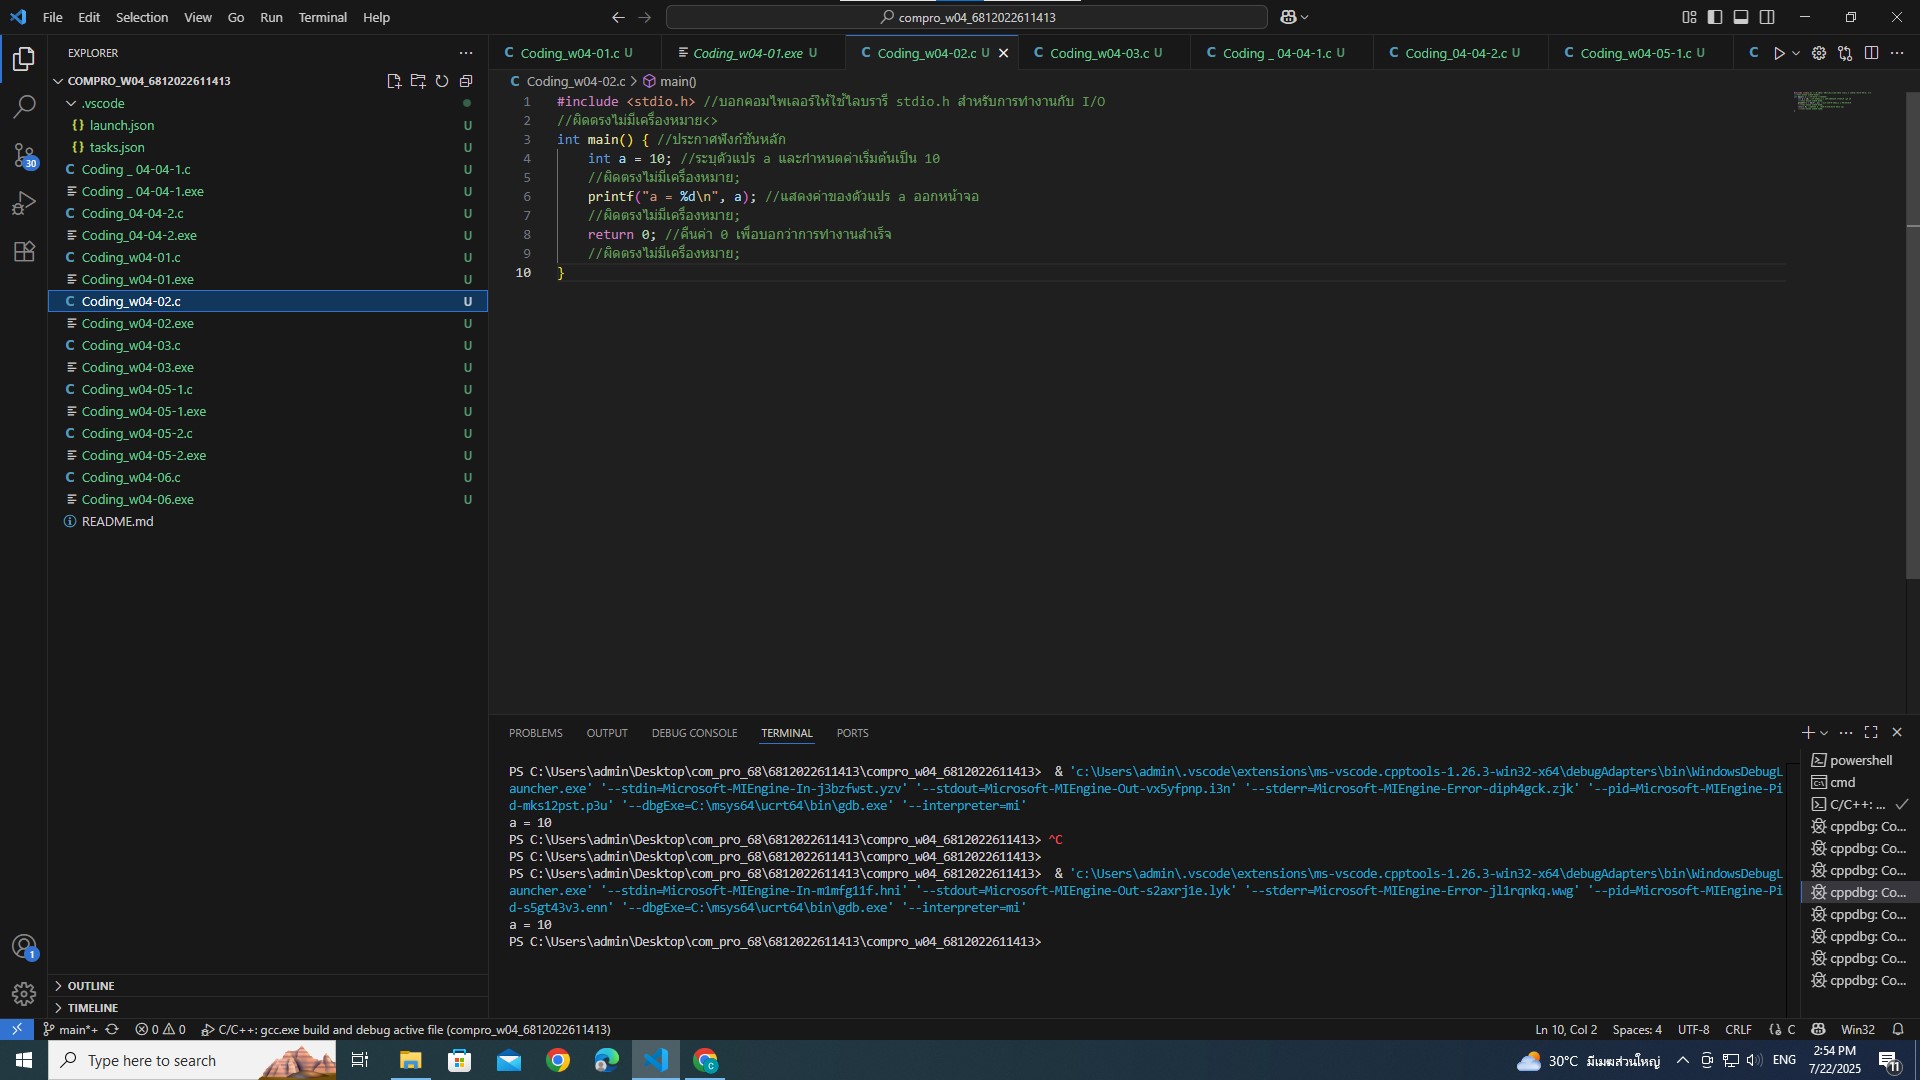 File Edit Selection View Go Run Terminal Help
compro_w04_6812022611413
EXPLORER
COMPRO_W04_6812022611413
.vscode
launch.json U
tasks.json U
Coding _ 04-04-1.c U
Coding _ 04-04-1.exe U
Coding_04-04-2.c U
Coding_04-04-2.exe U
Coding_w04-01.c U
Coding_w04-01.exe U
Coding_w04-02.c U
Coding_w04-02.exe U
Coding_w04-03.c U
Coding_w04-03.exe U
Coding_w04-05-1.c U
Coding_w04-05-1.exe U
Coding_w04-05-2.c U
Coding_w04-05-2.exe U
Coding_w04-06.c U
Coding_w04-06.exe U
README.md
30
1
OUTLINE
TIMELINE
C Coding_w04-01.c U Coding_w04-01.exe U C Coding_w04-02.c U C Coding_w04-03.c U C Coding _ 04-04-1.c U C Coding_04-04-2.c U C Coding_w04-05-1.c U C
C Coding_w04-02.c > main()
1 #include <stdio.h> //บอกคอมไพเลอร์ให้ใช้ไลบรารี stdio.h สำหรับการทำงานกับ I/O
2 //ผิดตรงไม่มีเครื่องหมาย<>
3 int main() { //ประกาศฟังก์ชันหลัก
4 int a = 10; //ระบุตัวแปร a และกำหนดค่าเริ่มต้นเป็น 10
5 //ผิดตรงไม่มีเครื่องหมาย;
6 printf("a = %d\n", a); //แสดงค่าของตัวแปร a ออกหน้าจอ
7 //ผิดตรงไม่มีเครื่องหมาย;
8 return 0; //คืนค่า 0 เพื่อบอกว่าการทำงานสำเร็จ
9 //ผิดตรงไม่มีเครื่องหมาย;
10 }
PROBLEMS OUTPUT DEBUG CONSOLE TERMINAL PORTS
PS C:\Users\admin\Desktop\com_pro_68\6812022611413\compro_w04_6812022611413> & 'c:\Users\admin\.vscode\extensions\ms-vscode.cpptools-1.26.3-win32-x64\debugAdapters\bin\WindowsDebugL
auncher.exe' '--stdin=Microsoft-MIEngine-In-j3bzfwst.yzv' '--stdout=Microsoft-MIEngine-Out-vx5yfpnp.i3n' '--stderr=Microsoft-MIEngine-Error-diph4gck.zjk' '--pid=Microsoft-MIEngine-Pi
d-mks12pst.p3u' '--dbgExe=C:\msys64\ucrt64\bin\gdb.exe' '--interpreter=mi'
a = 10
PS C:\Users\admin\Desktop\com_pro_68\6812022611413\compro_w04_6812022611413> ^C
PS C:\Users\admin\Desktop\com_pro_68\6812022611413\compro_w04_6812022611413>
PS C:\Users\admin\Desktop\com_pro_68\6812022611413\compro_w04_6812022611413> & 'c:\Users\admin\.vscode\extensions\ms-vscode.cpptools-1.26.3-win32-x64\debugAdapters\bin\WindowsDebugL
auncher.exe' '--stdin=Microsoft-MIEngine-In-m1mfg11f.hni' '--stdout=Microsoft-MIEngine-Out-s2axrj1e.lyk' '--stderr=Microsoft-MIEngine-Error-jl1rqnkq.wwg' '--pid=Microsoft-MIEngine-Pi
d-s5gt43v3.enn' '--dbgExe=C:\msys64\ucrt64\bin\gdb.exe' '--interpreter=mi'
a = 10
PS C:\Users\admin\Desktop\com_pro_68\6812022611413\compro_w04_6812022611413>
powershell
cmd
C/C++: ...
cppdbg: Co...
cppdbg: Co...
cppdbg: Co...
cppdbg: Co...
cppdbg: Co...
cppdbg: Co...
cppdbg: Co...
cppdbg: Co...
main*+ 0 0 C/C++: gcc.exe build and debug active file (compro_w04_6812022611413) Ln 10, Col 2 Spaces: 4 UTF-8 CRLF {} C Win32
Type here to search 30°C มีเมฆส่วนใหญ่ ENG 2:54 PM
7/22/2025 11